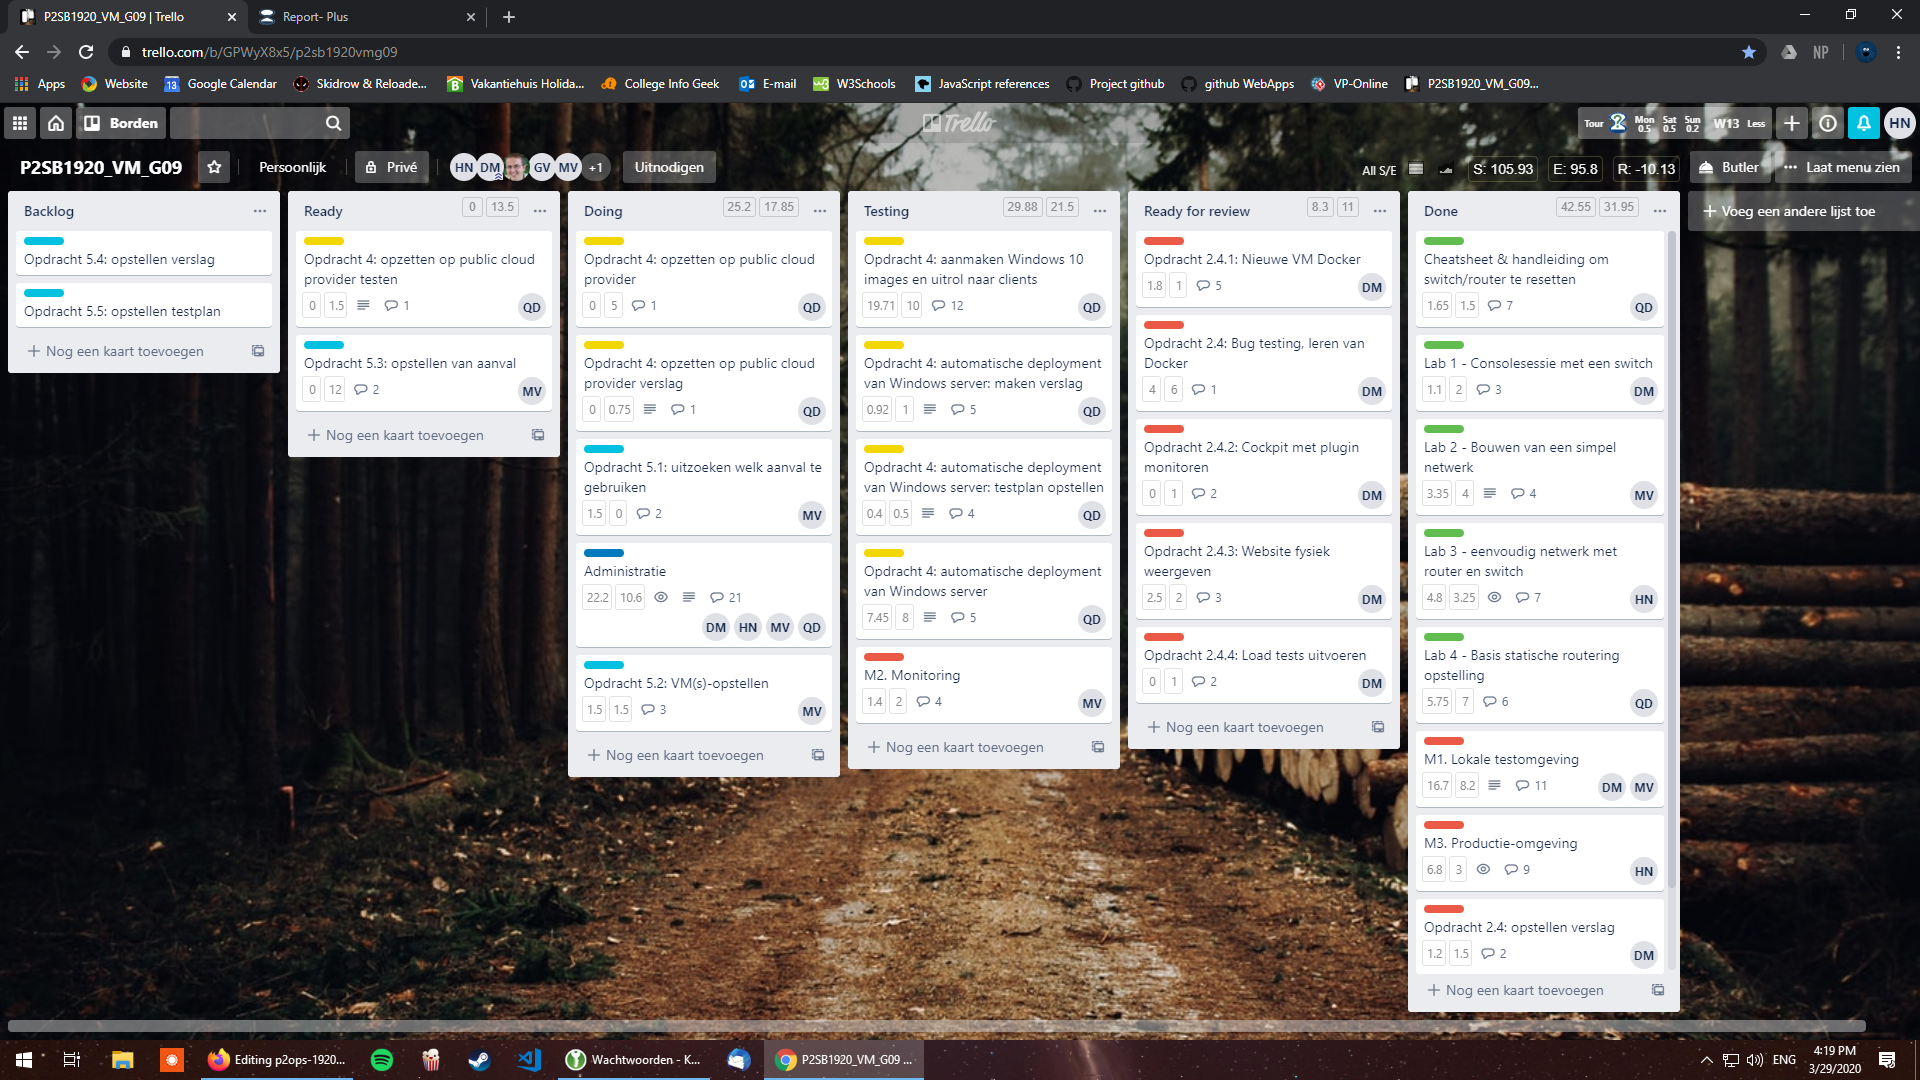 P2SB1920_VM_G09 | Trello
Report- Plus
trello.com/b/GPWyX8x5/p2sb1920vmg09
NP
Apps
Website
Google Calendar
Skidrow & Reloade...
Vakantiehuis Holida...
College Info Geek
E-mail
W3Schools
JavaScript references
Project github
github WebApps
VP-Online
P2SB1920_VM_G09...
Borden
Trello
Tour
Mon 0.5
Sat 0.5
Sun 0.2
W13
Less
HN
P2SB1920_VM_G09
Persoonlijk
Privé
HN
DM
GV
MV
+1
Uitnodigen
All S/E
S: 105.93
E: 95.8
R: -10.13
Butler
Laat menu zien
Backlog
Opdracht 5.4: opstellen verslag
Opdracht 5.5: opstellen testplan
Nog een kaart toevoegen
Ready
0 13.5
Opdracht 4: opzetten op public cloud
provider testen
0 1.5 1
QD
Opdracht 5.3: opstellen van aanval
0 12 2
MV
Nog een kaart toevoegen
Doing
25.2 17.85
Opdracht 4: opzetten op public cloud
provider
0 5 1
QD
Opdracht 4: opzetten op public cloud
provider verslag
0 0.75 1
QD
Opdracht 5.1: uitzoeken welk aanval te
gebruiken
1.5 0 2
MV
Administratie
22.2 10.6 21
DM HN MV QD
Opdracht 5.2: VM(s)-opstellen
1.5 1.5 3
MV
Nog een kaart toevoegen
Testing
29.88 21.5
Opdracht 4: aanmaken Windows 10
images en uitrol naar clients
19.71 10 12
QD
Opdracht 4: automatische deployment
van Windows server: maken verslag
0.92 1 5
QD
Opdracht 4: automatische deployment
van Windows server: testplan opstellen
0.4 0.5 4
QD
Opdracht 4: automatische deployment
van Windows server
7.45 8 5
QD
M2. Monitoring
1.4 2 4
MV
Nog een kaart toevoegen
Ready for review
8.3 11
Opdracht 2.4.1: Nieuwe VM Docker
1.8 1 5
DM
Opdracht 2.4: Bug testing, leren van
Docker
4 6 1
DM
Opdracht 2.4.2: Cockpit met plugin
monitoren
0 1 2
DM
Opdracht 2.4.3: Website fysiek
weergeven
2.5 2 3
DM
Opdracht 2.4.4: Load tests uitvoeren
0 1 2
DM
Nog een kaart toevoegen
Done
42.55 31.95
Cheatsheet & handleiding om
switch/router te resetten
1.65 1.5 7
QD
Lab 1 - Consolesessie met een switch
1.1 2 3
DM
Lab 2 - Bouwen van een simpel
netwerk
3.35 4 4
MV
Lab 3 - eenvoudig netwerk met
router en switch
4.8 3.25 7
HN
Lab 4 - Basis statische routering
opstelling
5.75 7 6
QD
M1. Lokale testomgeving
16.7 8.2 11
DM MV
M3. Productie-omgeving
6.8 3 9
HN
Opdracht 2.4: opstellen verslag
1.2 1.5 2
DM
Nog een kaart toevoegen
Voeg een andere lijst toe
Editing p2ops-1920...
Wachtwoorden - K...
P2SB1920_VM_G09 ...
ENG
4:19 PM
3/29/2020